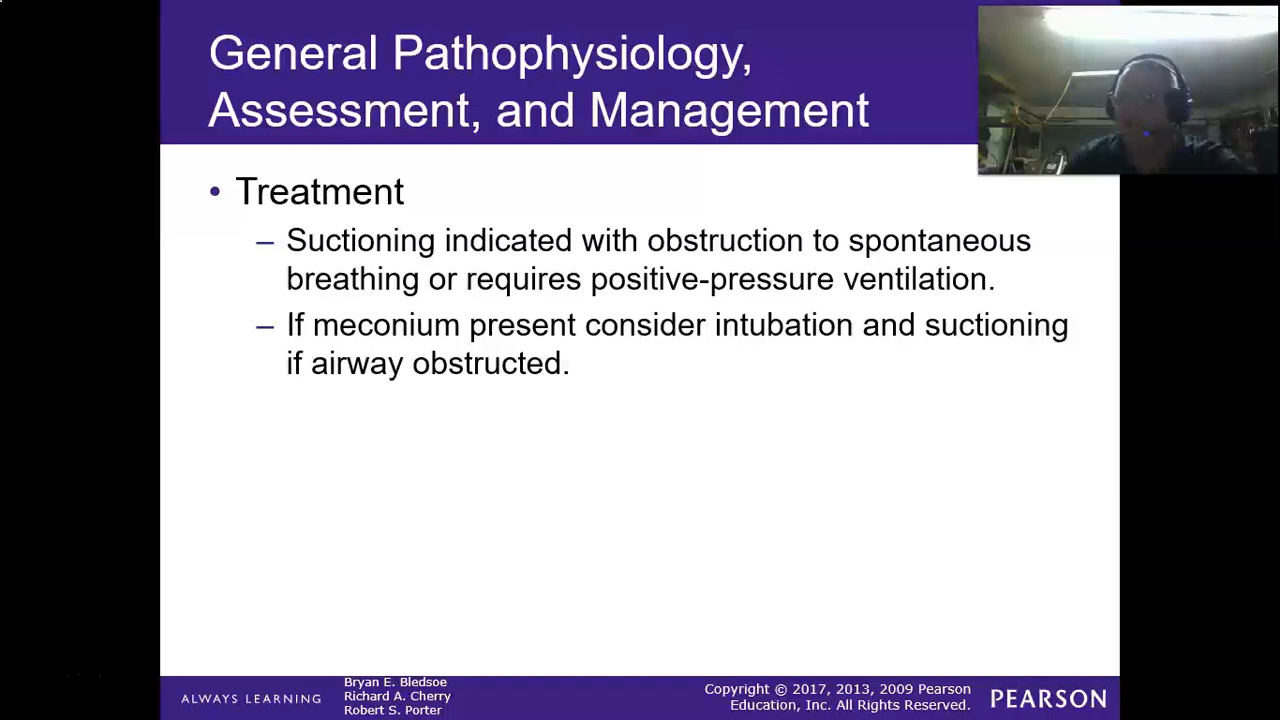 General Pathophysiology,
Assessment, and Management
• Treatment
– Suctioning indicated with obstruction to spontaneous
breathing or requires positive-pressure ventilation.
– If meconium present consider intubation and suctioning
if airway obstructed.
ALWAYS LEARNING
Bryan E. Bledsoe
Richard A. Cherry
Robert S. Porter
Copyright © 2017, 2013, 2009 Pearson
Education, Inc. All Rights Reserved.
PEARSON